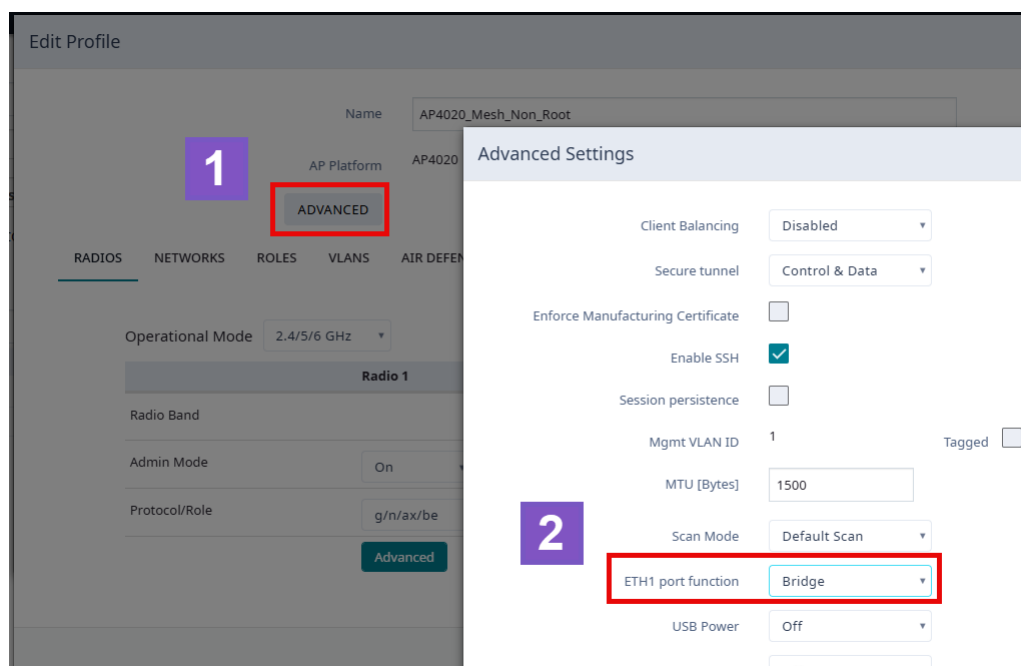 Edit Profile
Name
AP4020_Mesh_Non_Root
1
AP Platform
AP4020
ADVANCED
RADIOS
NETWORKS
ROLES
VLANS
AIR DEFEN
Operational Mode
2.4/5/6 GHz
Radio 1
Radio Band
Admin Mode
On
Protocol/Role
g/n/ax/be
Advanced
Advanced Settings
Client Balancing
Disabled
Secure tunnel
Control & Data
Enforce Manufacturing Certificate
Enable SSH
Session persistence
Mgmt VLAN ID
1
Tagged
MTU [Bytes]
1500
2
Scan Mode
Default Scan
ETH1 port function
Bridge
USB Power
Off